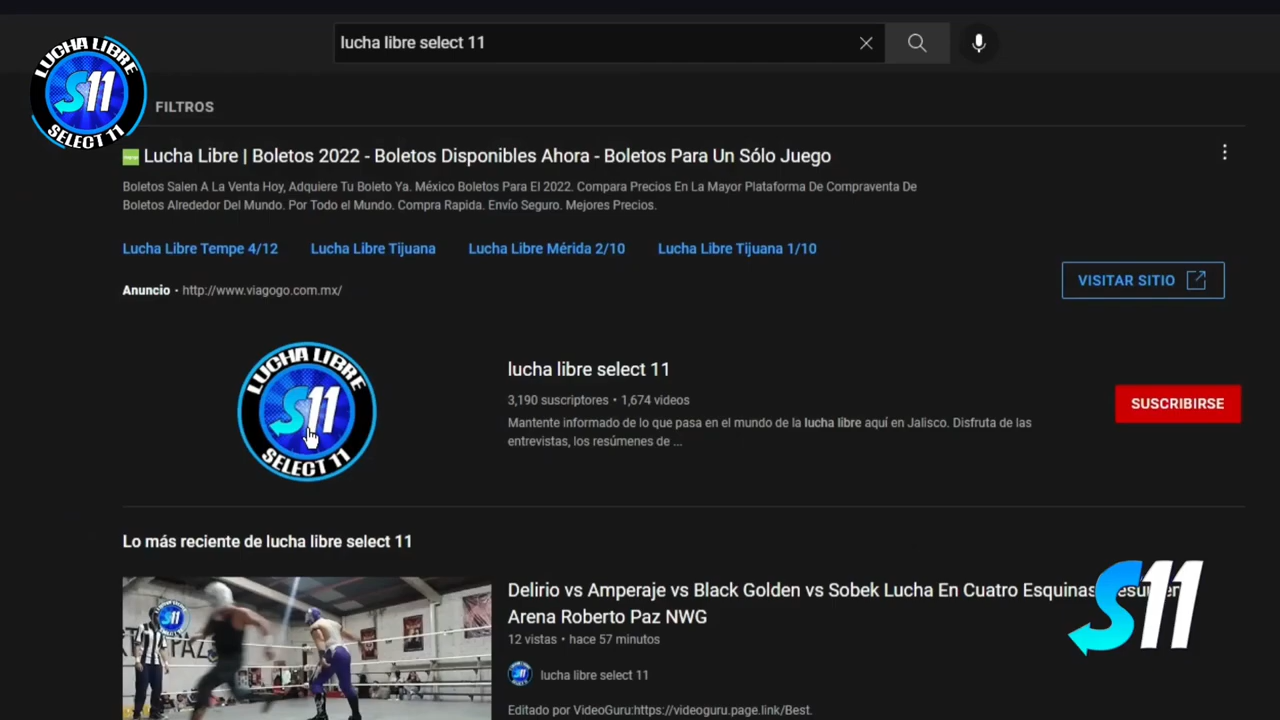 lucha libre select 11
LUCHA LIBRE
S11
SELECT 11
FILTROS
Lucha Libre | Boletos 2022 - Boletos Disponibles Ahora - Boletos Para Un Sólo Juego
Boletos Salen A La Venta Hoy, Adquiere Tu Boleto Ya. México Boletos Para El 2022. Compara Precios En La Mayor Plataforma De Compraventa De
Boletos Alrededor Del Mundo. Por Todo el Mundo. Compra Rapida. Envío Seguro. Mejores Precios.
Lucha Libre Tempe 4/12 Lucha Libre Tijuana Lucha Libre Mérida 2/10 Lucha Libre Tijuana 1/10
VISITAR SITIO
Anuncio · http://www.viagogo.com.mx/
LUCHA LIBRE
S11
SELECT 11
lucha libre select 11
3,190 suscriptores • 1,674 videos
SUSCRIBIRSE
Mantente informado de lo que pasa en el mundo de la lucha libre aquí en Jalisco. Disfruta de las
entrevistas, los resúmenes de ...
Lo más reciente de lucha libre select 11
Delirio vs Amperaje vs Black Golden vs Sobek Lucha En Cuatro Esquinas
Arena Roberto Paz NWG
12 vistas • hace 57 minutos
S11
lucha libre select 11
Editado por VideoGuru:https://videoguru.page.link/Best.
S11